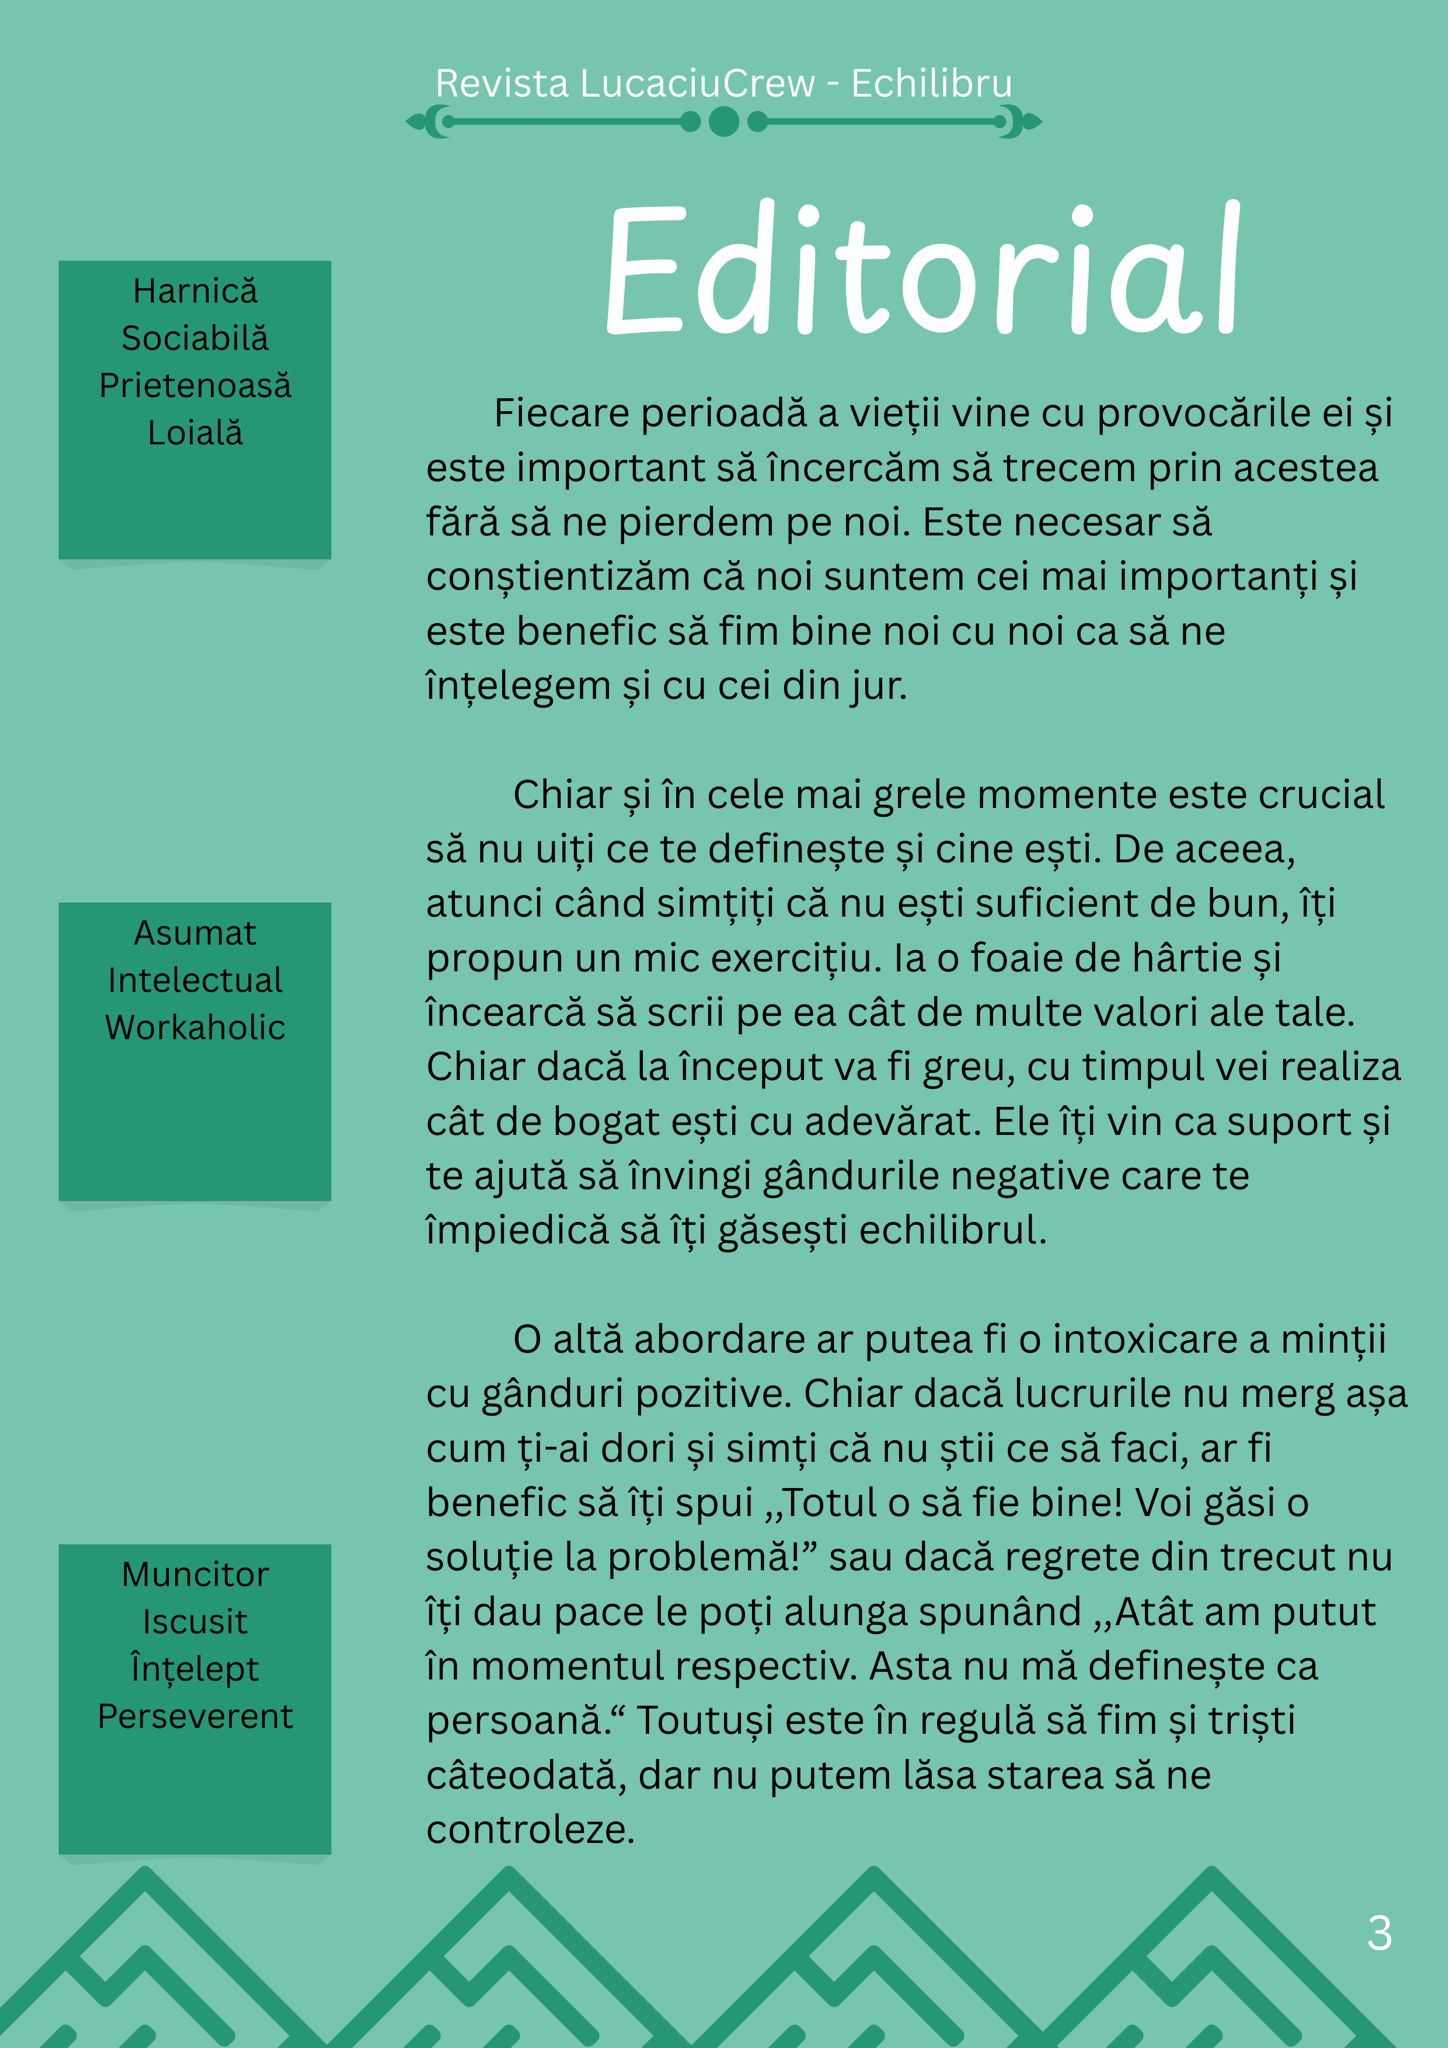 Revista LucaciuCrew - Echilibru
Editorial
Harnică
Sociabilă
Prietenoasă
Loială
Asumat
Intelectual
Workaholic
Muncitor
Iscusit
Înțelept
Perseverent
Fiecare perioadă a vieții vine cu provocările ei și
este important să încercăm să trecem prin acestea
fără să ne pierdem pe noi. Este necesar să
conștientizăm că noi suntem cei mai importanți și
este benefic să fim bine noi cu noi ca să ne
înțelegem și cu cei din jur.
Chiar și în cele mai grele momente este crucial
să nu uiți ce te definește și cine ești. De aceea,
atunci când simțiți că nu ești suficient de bun, îți
propun un mic exercițiu. Ia o foaie de hârtie și
încearcă să scrii pe ea cât de multe valori ale tale.
Chiar dacă la început va fi greu, cu timpul vei realiza
cât de bogat ești cu adevărat. Ele îți vin ca suport și
te ajută să învingi gândurile negative care te
împiedică să îți găsești echilibrul.
O altă abordare ar putea fi o intoxicare a minții
cu gânduri pozitive. Chiar dacă lucrurile nu merg așa
cum ți-ai dori și simți că nu știi ce să faci, ar fi
benefic să îți spui ,,Totul o să fie bine! Voi găsi o
soluție la problemă!” sau dacă regrete din trecut nu
îți dau pace le poți alunga spunând ,,Atât am putut
în momentul respectiv. Asta nu mă definește ca
persoană.“ Toutuși este în regulă să fim și triști
câteodată, dar nu putem lăsa starea să ne
controleze.
3